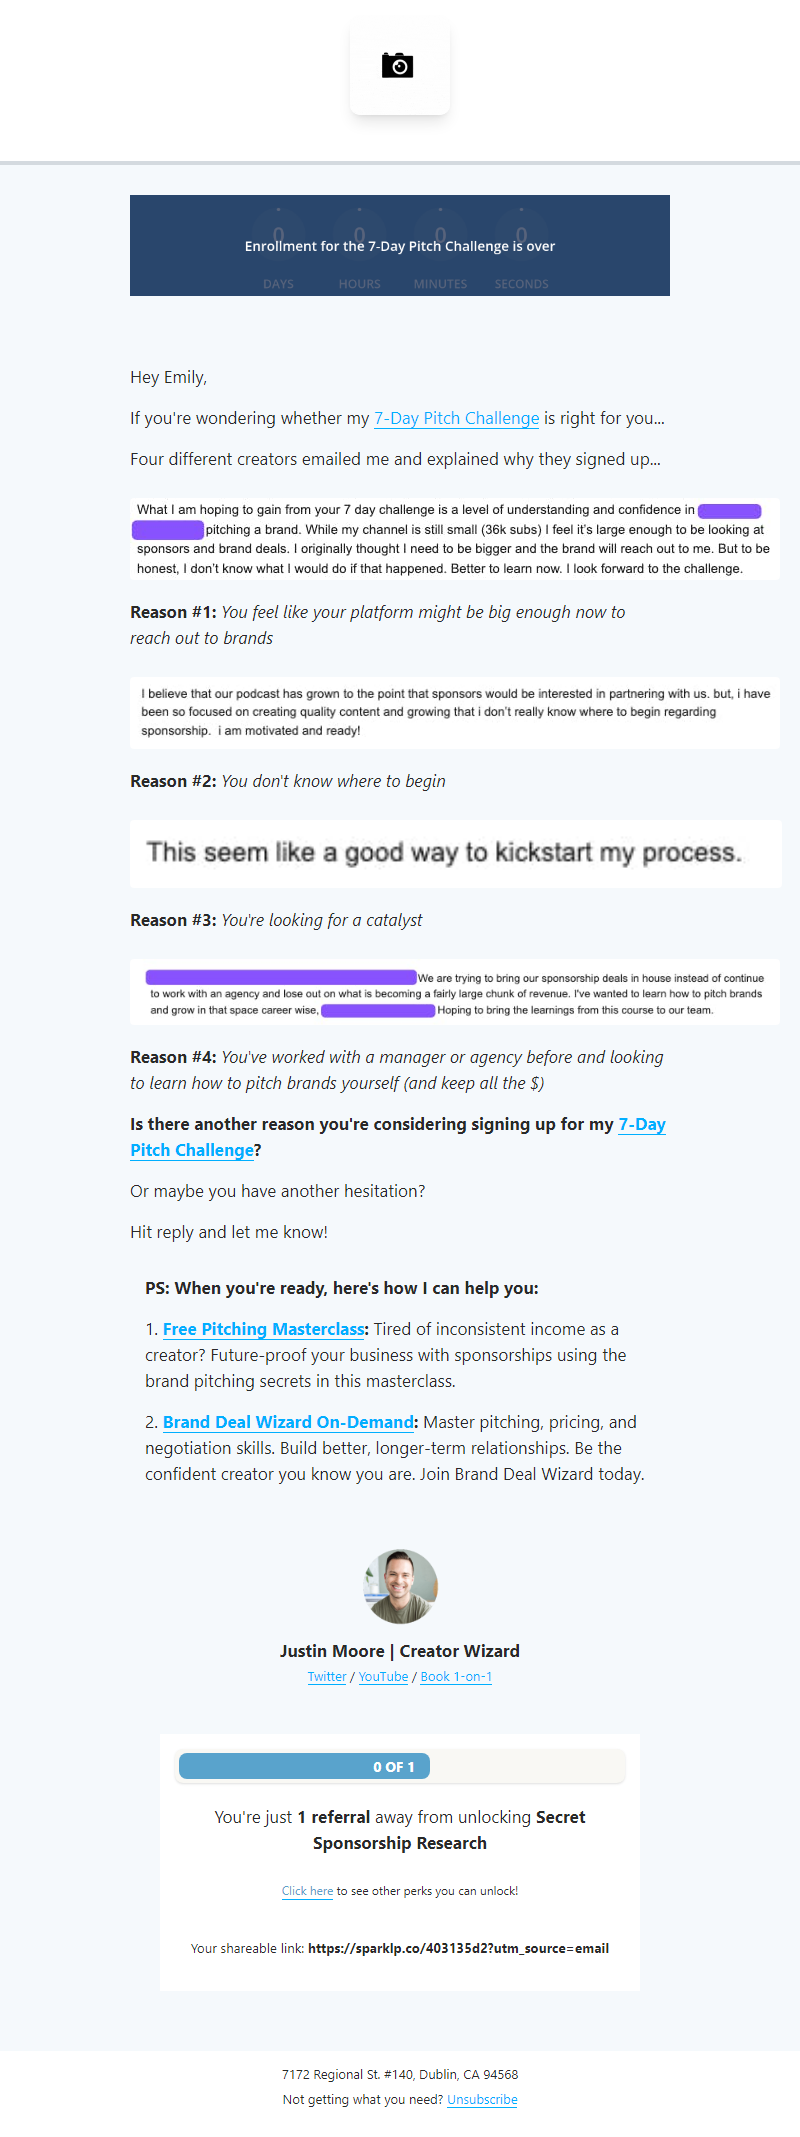 0 0 0 0
Enrollment for the 7-Day Pitch Challenge is over
DAYS HOURS MINUTES SECONDS
Hey Emily,
If you're wondering whether my 7-Day Pitch Challenge is right for you...
Four different creators emailed me and explained why they signed up...
What I am hoping to gain from your 7 day challenge is a level of understanding and confidence in
pitching a brand. While my channel is still small (36k subs) I feel it's large enough to be looking at
sponsors and brand deals. I originally thought I need to be bigger and the brand will reach out to me. But to be
honest, I don't know what I would do if that happened. Better to learn now. I look forward to the challenge.
Reason #1: You feel like your platform might be big enough now to
reach out to brands
I believe that our podcast has grown to the point that sponsors would be interested in partnering with us. but, i have
been so focused on creating quality content and growing that i don't really know where to begin regarding
sponsorship. i am motivated and ready!
Reason #2: You don't know where to begin
This seem like a good way to kickstart my process.
Reason #3: You're looking for a catalyst
We are trying to bring our sponsorship deals in house instead of continue
to work with an agency and lose out on what is becoming a fairly large chunk of revenue. I've wanted to learn how to pitch brands
and grow in that space career wise, Hoping to bring the learnings from this course to our team.
Reason #4: You've worked with a manager or agency before and looking
to learn how to pitch brands yourself (and keep all the $)
Is there another reason you're considering signing up for my 7-Day
Pitch Challenge?
Or maybe you have another hesitation?
Hit reply and let me know!
PS: When you're ready, here's how I can help you:
1. Free Pitching Masterclass: Tired of inconsistent income as a
creator? Future-proof your business with sponsorships using the
brand pitching secrets in this masterclass.
2. Brand Deal Wizard On-Demand: Master pitching, pricing, and
negotiation skills. Build better, longer-term relationships. Be the
confident creator you know you are. Join Brand Deal Wizard today.
Justin Moore | Creator Wizard
Twitter / YouTube / Book 1-on-1
0 OF 1
You're just 1 referral away from unlocking Secret
Sponsorship Research
Click here to see other perks you can unlock!
Your shareable link: https://sparklp.co/403135d2?utm_source=email
7172 Regional St. #140, Dublin, CA 94568
Not getting what you need? Unsubscribe